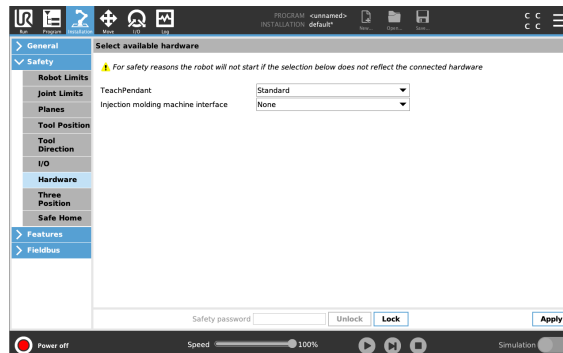 UR
PROGRAM <unnamed>
INSTALLATION default*
C C
C C
Run Program Installation Move I/O Log New... Open... Save...
General
Safety
Robot Limits
Joint Limits
Planes
Tool Position
Tool
Direction
I/O
Hardware
Three
Position
Safe Home
Features
Fieldbus
Select available hardware
For safety reasons the robot will not start if the selection below does not reflect the connected hardware
TeachPendant Standard
Injection molding machine interface None
Safety password Unlock Lock Apply
Power off Speed 100% Simulation